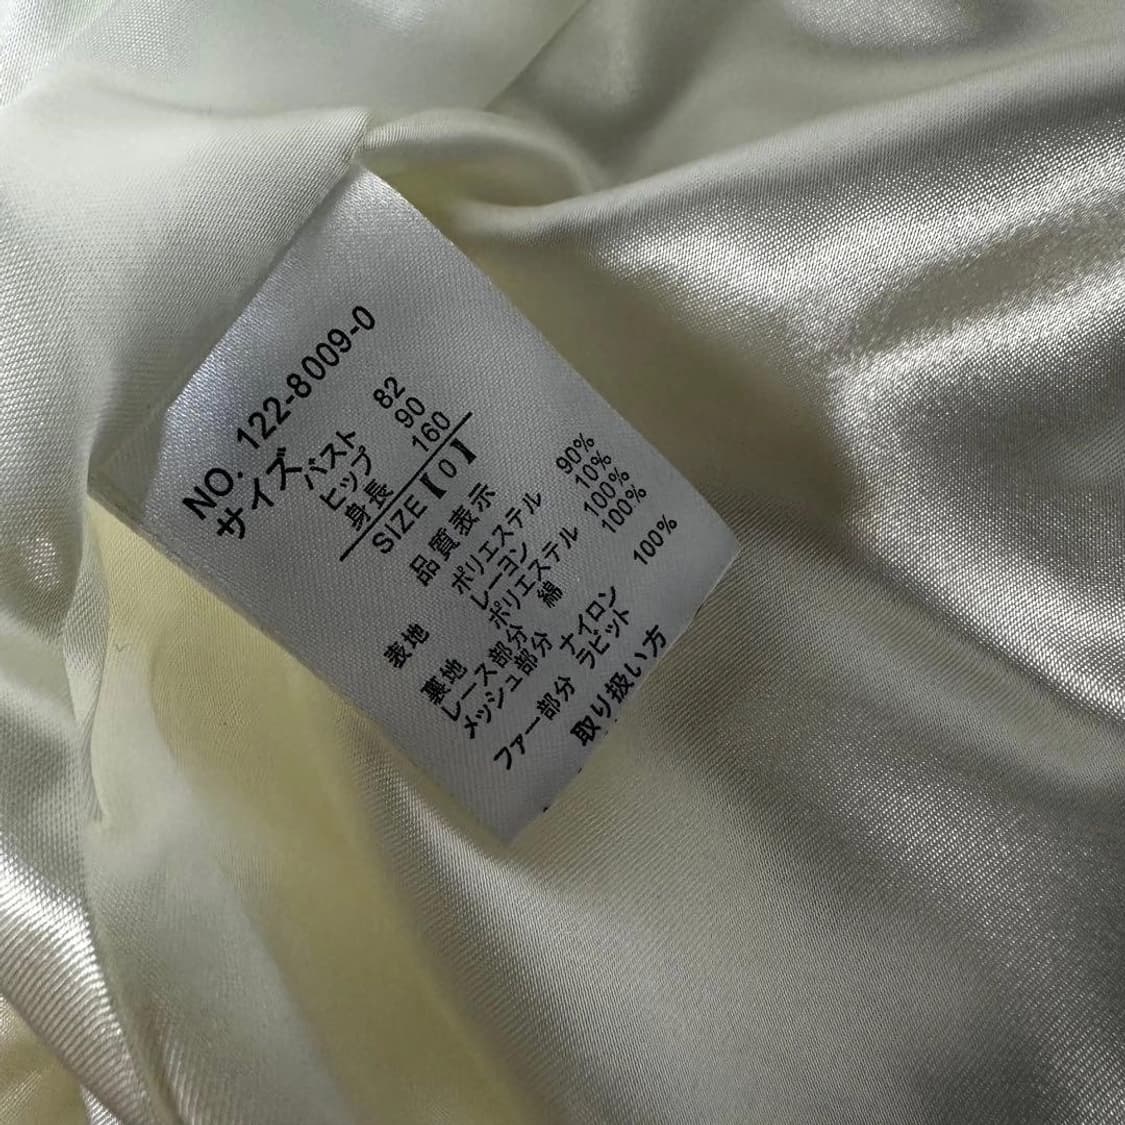 NO. 122-8009-0
サイズ
バスト 82
ヒップ 90
身長 160
SIZE【0】
品質表示
表地 ポリエステル 90%
レーヨン 10%
裏地 ポリエステル 100%
レース部分 綿 100%
メッシュ部分 ナイロン
ファー部分 ラビット 100%
取り扱い方